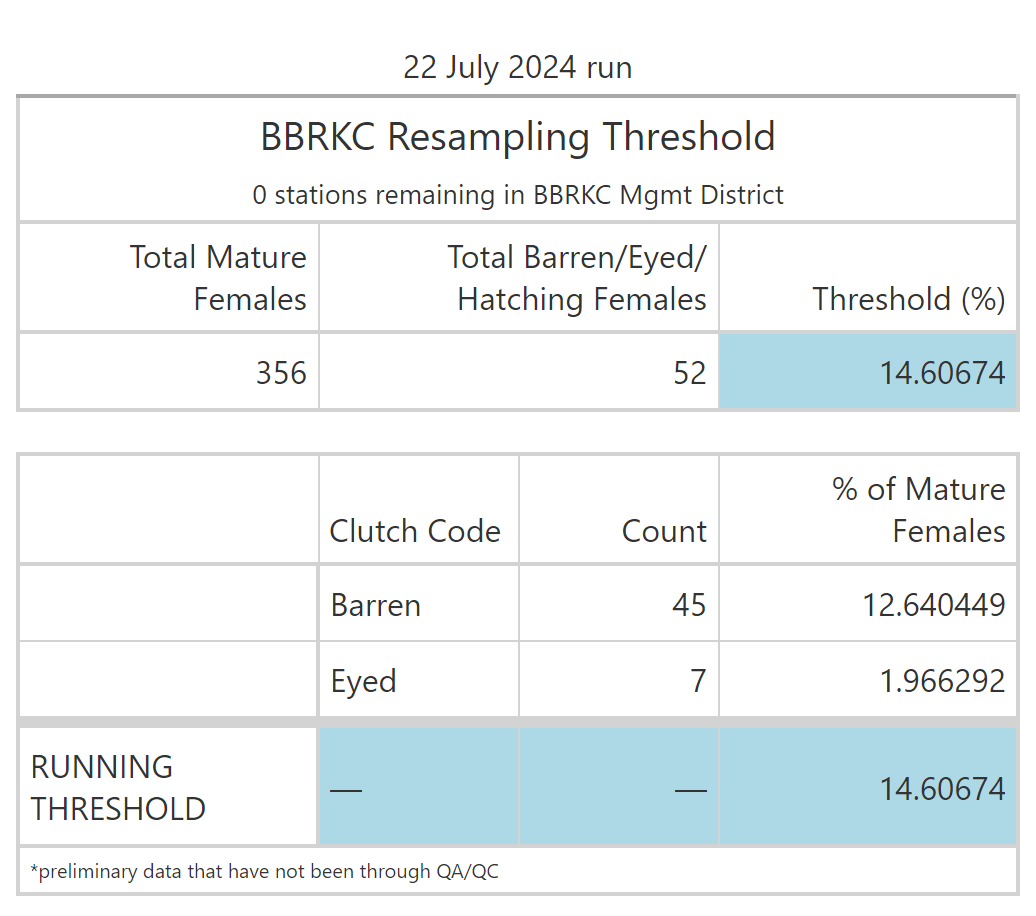 22 July 2024 run
BBRKC Resampling Threshold
0 stations remaining in BBRKC Mgmt District
Total Mature Females Total Barren/Eyed/ Hatching Females Threshold (%)
356 52 14.60674
Clutch Code Count % of Mature Females
Barren 45 12.640449
Eyed 7 1.966292
RUNNING THRESHOLD — — 14.60674
*preliminary data that have not been through QA/QC